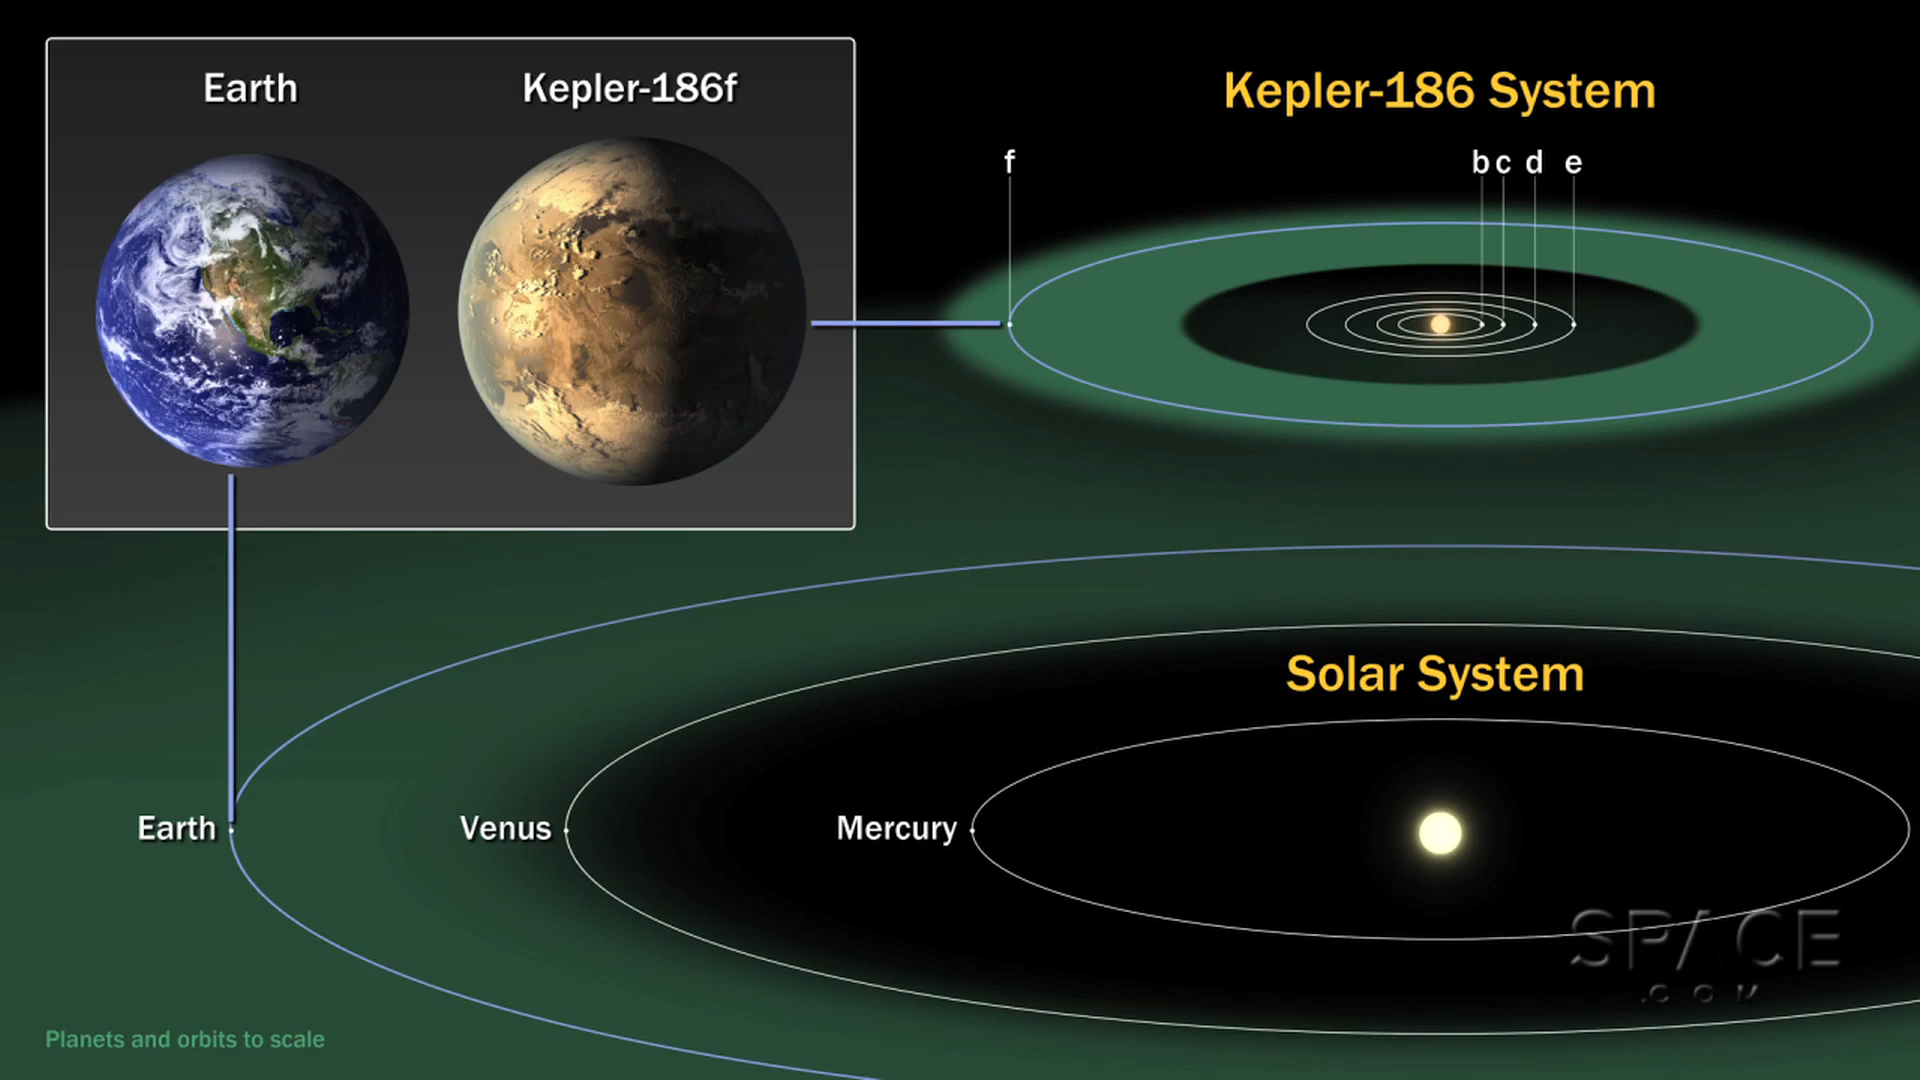 Earth
Kepler-186f
Kepler-186 System
f
b c d e
Solar System
Earth
Venus
Mercury
SPACE
.COM
Planets and orbits to scale